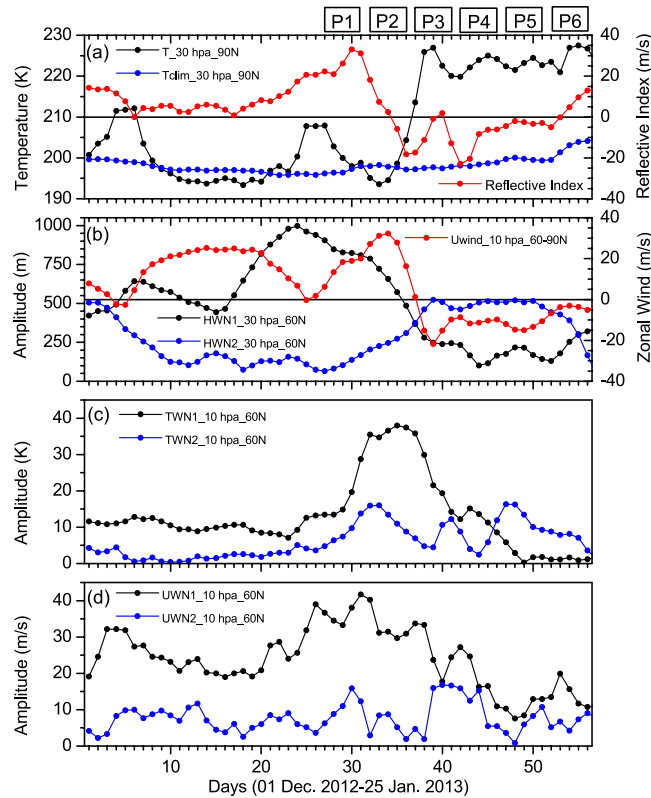 P1 P2 P3 P4 P5 P6
(a)
T_30 hpa_90N
Tclim_30 hpa_90N
Reflective Index
Temperature (K)
230
220
210
200
190
Reflective Index (m/s)
40
20
0
-20
-40
(b)
Uwind_10 hpa_60-90N
HWN1_30 hpa_60N
HWN2_30 hpa_60N
Amplitude (m)
1000
750
500
250
0
Zonal Wind (m/s)
40
20
0
-20
-40
(c)
TWN1_10 hpa_60N
TWN2_10 hpa_60N
Amplitude (K)
40
30
20
10
0
(d)
UWN1_10 hpa_60N
UWN2_10 hpa_60N
Amplitude (m/s)
40
30
20
10
0
10 20 30 40 50
Days (01 Dec. 2012-25 Jan. 2013)